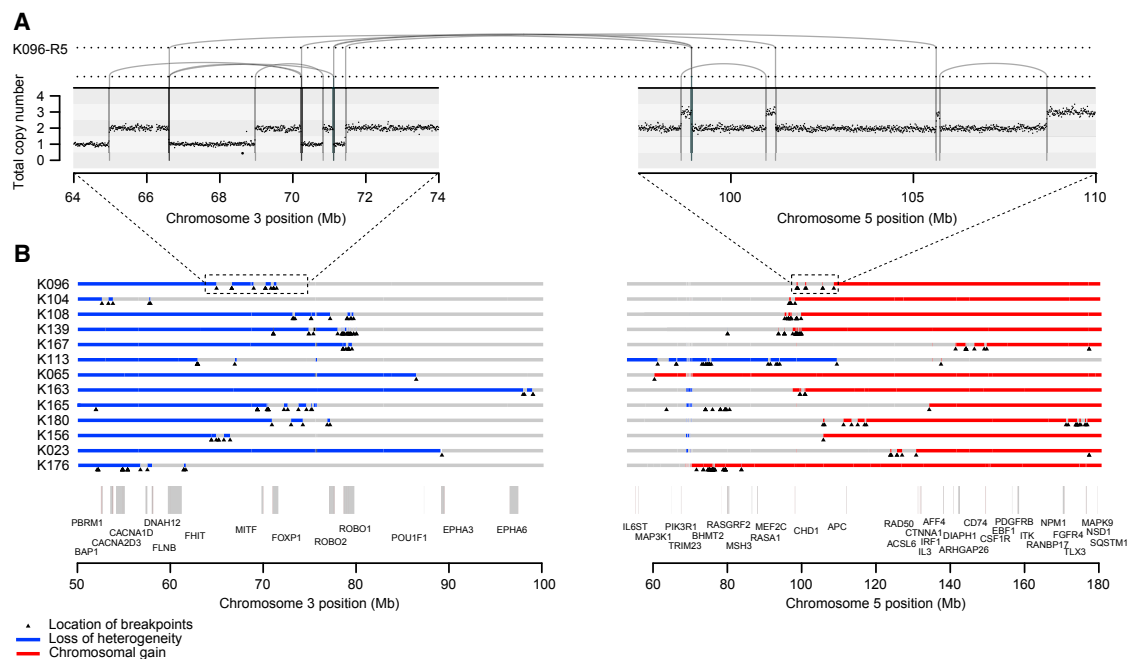 A
K096-R5
Total copy number
4
3
2
1
0
64 66 68 70 72 74
Chromosome 3 position (Mb)
100 105 110
Chromosome 5 position (Mb)
B
K096
K104
K108
K139
K167
K113
K065
K163
K165
K180
K156
K023
K176
PBRM1
BAP1
CACNA1D
CACNA2D3
DNAH12
FLNB
FHIT
MITF
FOXP1
ROBO1
ROBO2
POU1F1
EPHA3
EPHA6
50 60 70 80 90 100
Chromosome 3 position (Mb)
IL6ST
MAP3K1
PIK3R1
TRIM23
RASGRF2
BHMT2
MSH3
MEF2C
RASA1
CHD1
APC
RAD50
ACSL6
AFF4
CTNNA1
IRF1
IL3
DIAPH1
ARHGAP26
CD74
CSF1R
PDGFRB
EBF1
ITK
NPM1
RANBP17
FGFR4
TLX3
MAPK9
NSD1
SQSTM1
60 80 100 120 140 160 180
Chromosome 5 position (Mb)
Location of breakpoints
Loss of heterogeneity
Chromosomal gain